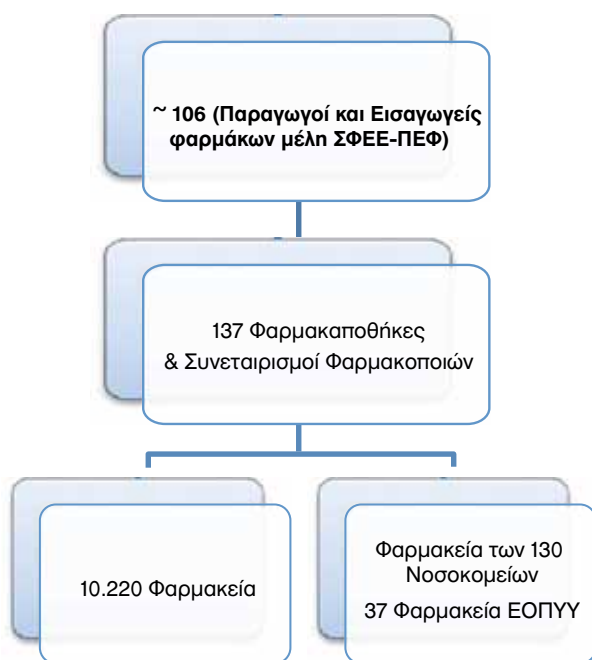 ~ 106 (Παραγωγοί και Εισαγωγείς
φαρμάκων μέλη ΣΦΕΕ-ΠΕΦ)
137 Φαρμακαποθήκες
& Συνεταιρισμοί Φαρμακοποιών
10.220 Φαρμακεία
Φαρμακεία των 130
Νοσοκομείων
37 Φαρμακεία ΕΟΠΥΥ